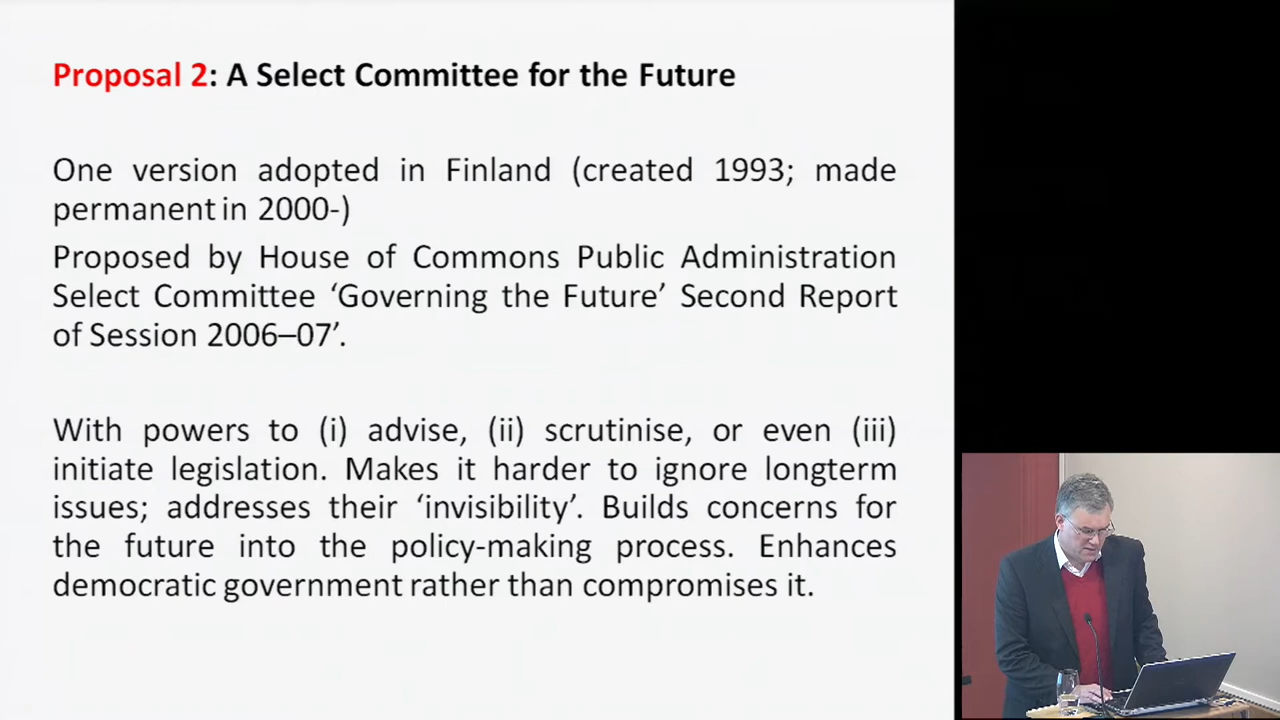 Proposal 2: A Select Committee for the Future
One version adopted in Finland (created 1993; made
permanent in 2000-)
Proposed by House of Commons Public Administration
Select Committee ‘Governing the Future’ Second Report
of Session 2006–07’.
With powers to (i) advise, (ii) scrutinise, or even (iii)
initiate legislation. Makes it harder to ignore longterm
issues; addresses their ‘invisibility’. Builds concerns for
the future into the policy-making process. Enhances
democratic government rather than compromises it.